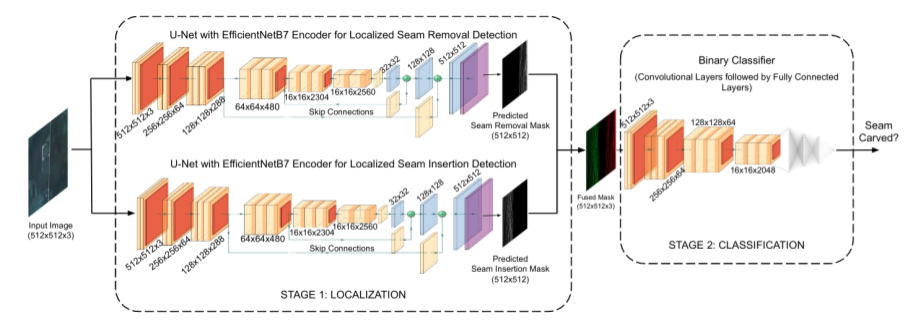 U-Net with EfficientNetB7 Encoder for Localized Seam Removal Detection
512x512x3
256x256x64
128x128x288
64x64x480
16x16x2304
16x16x2560
32x32
128x128
512x512
Skip Connections
Predicted
Seam Removal Mask
(512x512)
U-Net with EfficientNetB7 Encoder for Localized Seam Insertion Detection
512x512x3
256x256x64
128x128x288
64x64x480
16x16x2304
16x16x2560
32x32
128x128
512x512
Skip Connections
Predicted
Seam Insertion Mask
(512x512)
Input Image
(512x512x3)
STAGE 1: LOCALIZATION
Fused Mask
(512x512x3)
Binary Classifier
(Convolutional Layers followed by Fully Connected
Layers)
512x512x3
256x256x64
128x128x64
16x16x2048
STAGE 2: CLASSIFICATION
Seam
Carved?